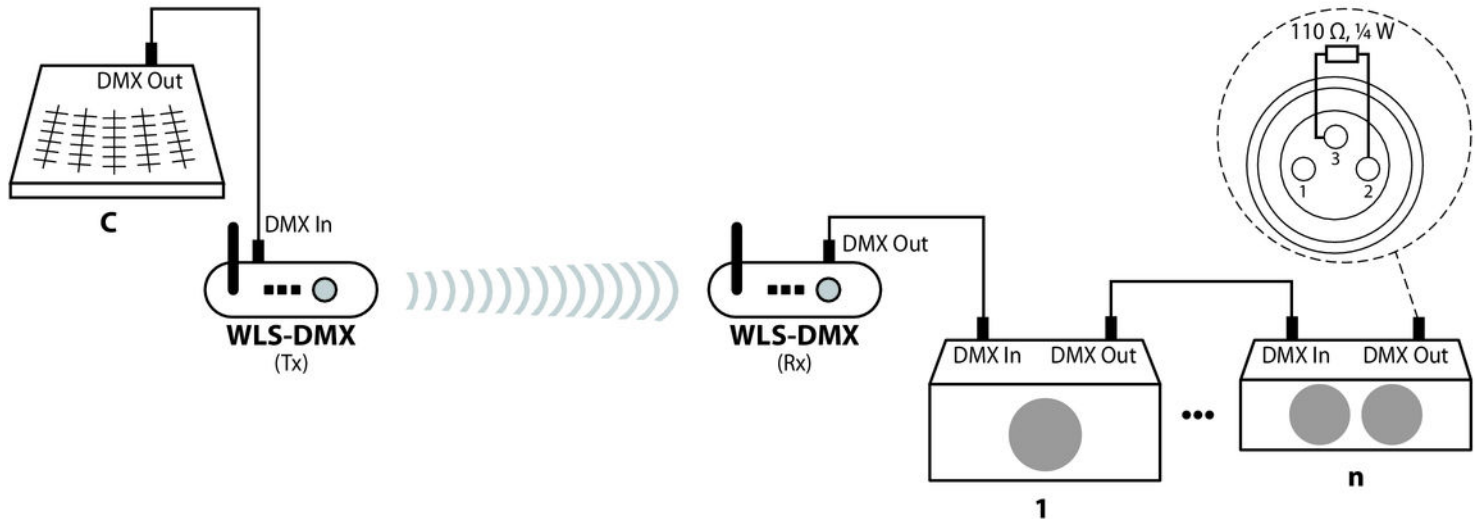 DMX Out
C
DMX In
WLS-DMX
(Tx)
DMX Out
WLS-DMX
(Rx)
DMX In DMX Out
1
DMX In DMX Out
n
110 Ω, ¼ W
3
1 2